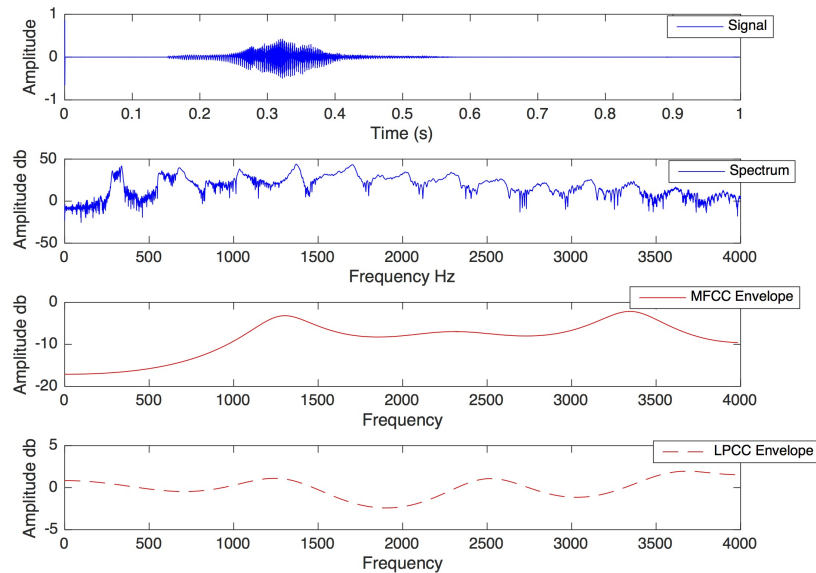 Signal
Amplitude
1
0
-1
0 0.1 0.2 0.3 0.4 0.5 0.6 0.7 0.8 0.9 1
Time (s)
Spectrum
Amplitude db
50
0
-50
0 500 1000 1500 2000 2500 3000 3500 4000
Frequency Hz
MFCC Envelope
Amplitude db
0
-10
-20
0 500 1000 1500 2000 2500 3000 3500 4000
Frequency
LPCC Envelope
Amplitude db
5
0
-5
0 500 1000 1500 2000 2500 3000 3500 4000
Frequency